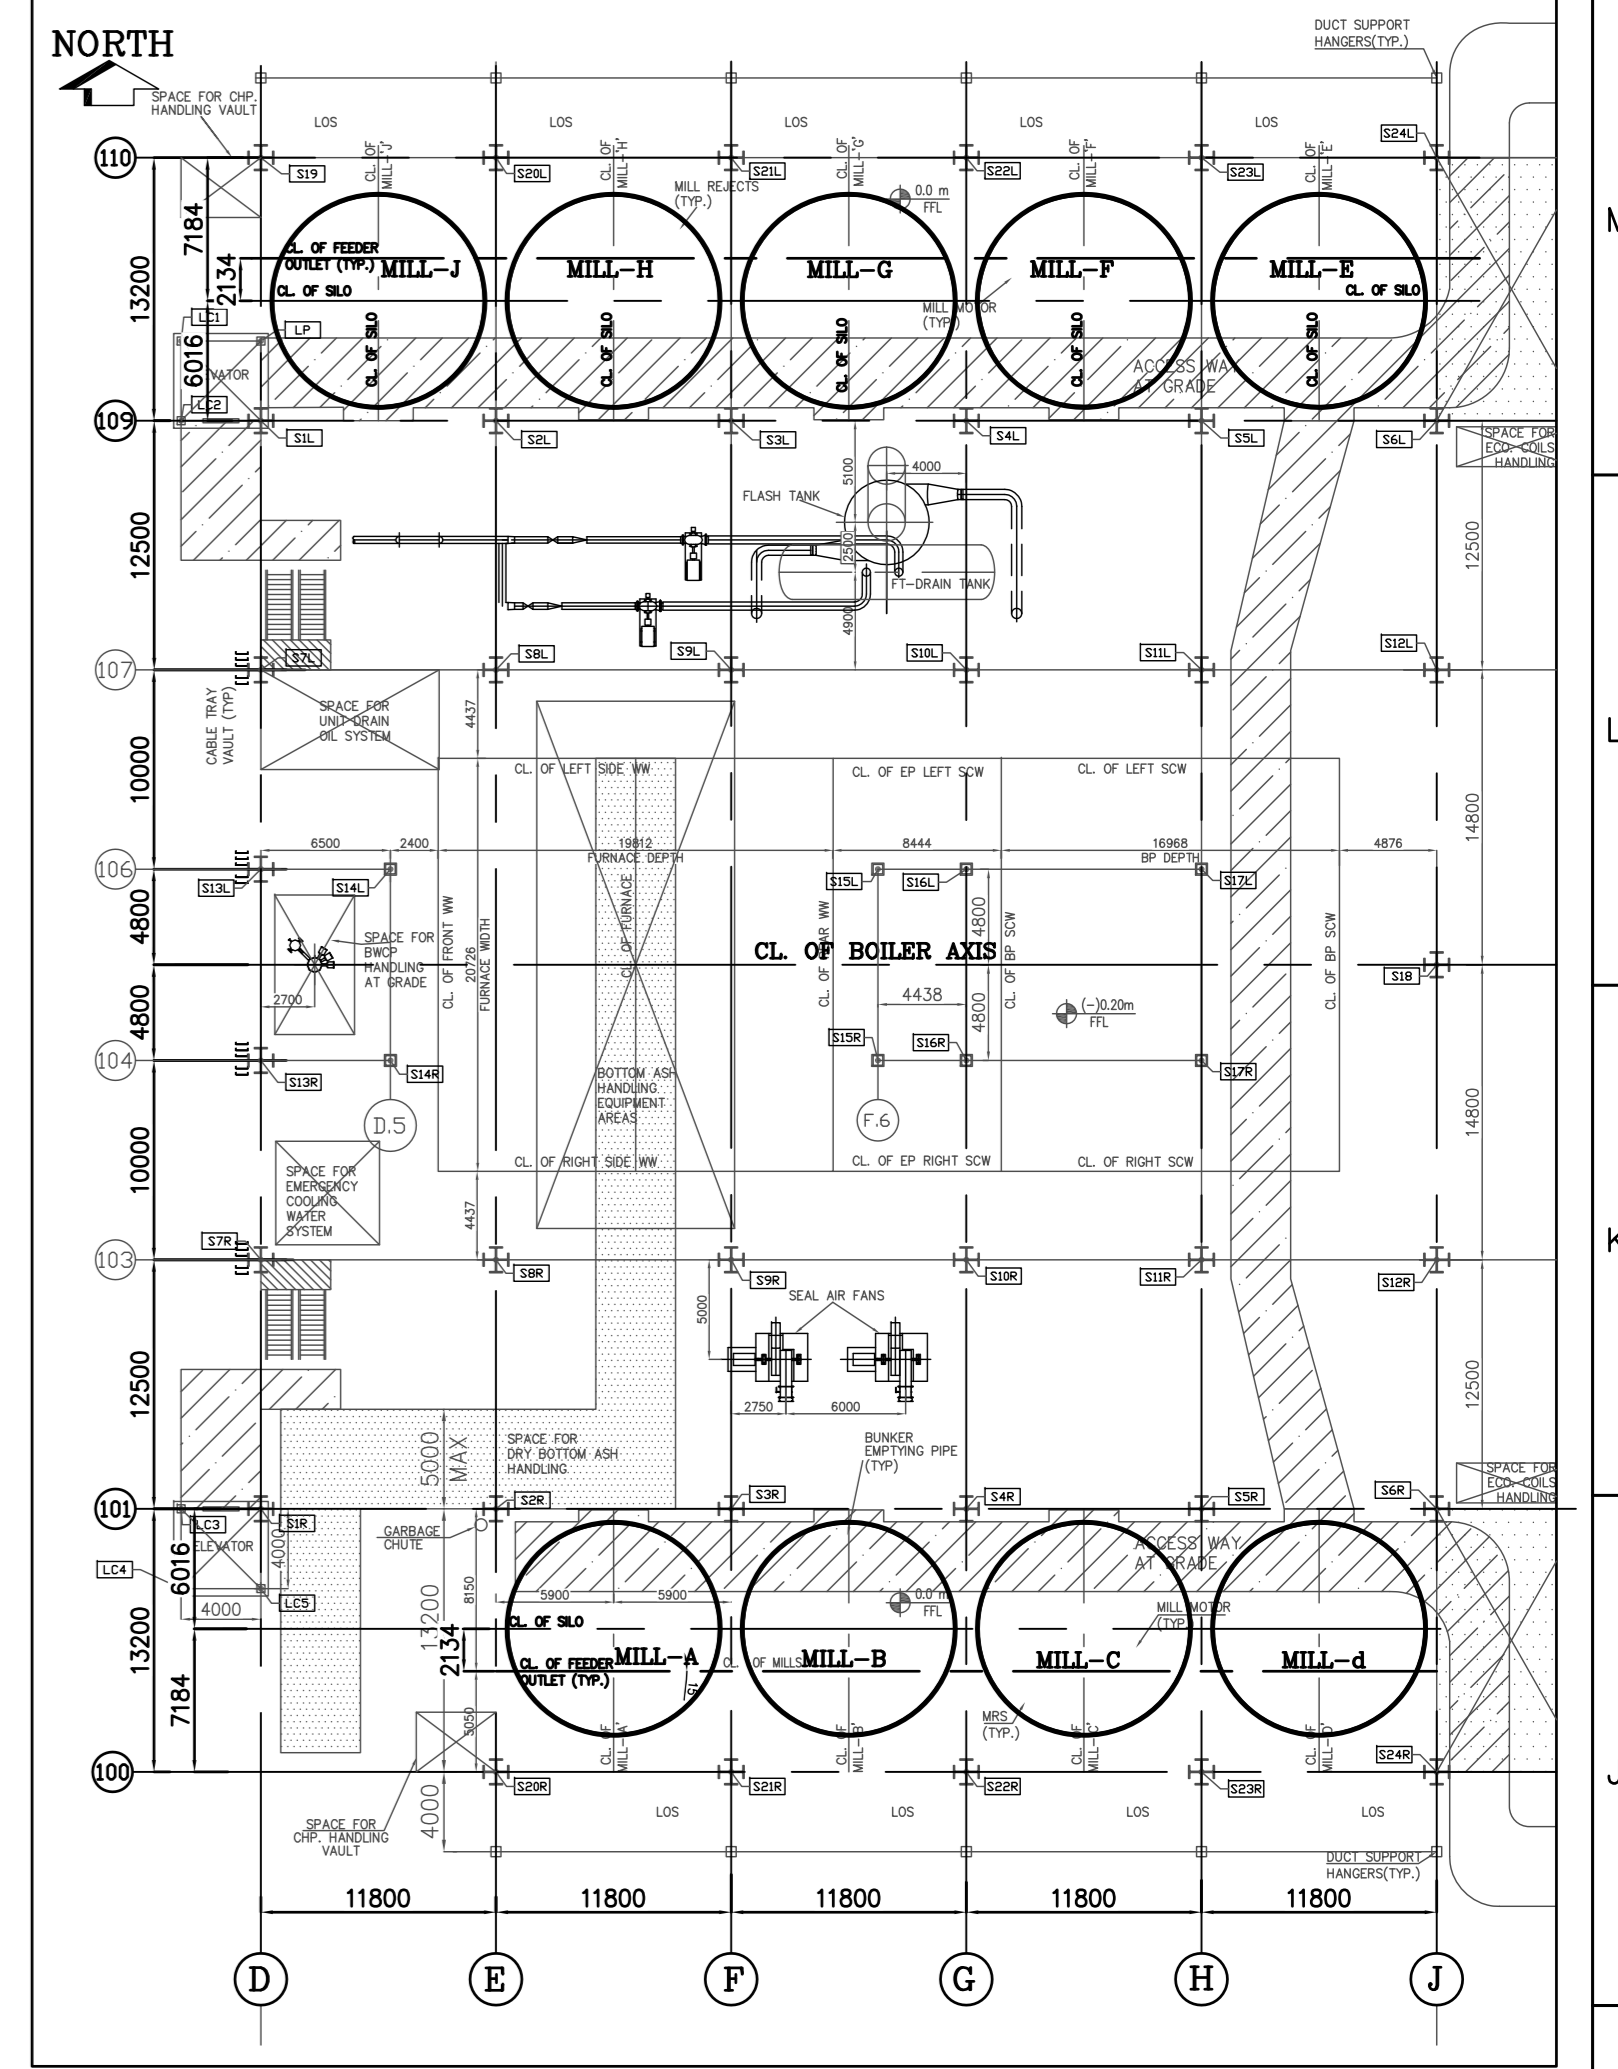 DUCT SUPPORT
HANGERS(TYP.)
NORTH
SPACE FOR CHP.
HANDLING VAULT
LOS
LOS
LOS
LOS
LOS
S24L
110
S19
S20L
S21L
S22L
S23L
CL. OF
MILL-'J'
CL. OF
MILL-'H'
CL. OF
MILL-'G'
CL. OF
MILL-'F'
CL. OF
MILL-'E'
MILL REJECTS
(TYP.)
0.0 m
FFL
7184
2134
13200
6016
CL. OF FEEDER
OUTLET (TYP.)
MILL-J
MILL-H
MILL-G
MILL-F
MILL-E
CL. OF SILO
CL. OF SILO
MILL MOTOR
(TYP)
LC1
LP
CL. OF SILO
CL. OF SILO
CL. OF SILO
CL. OF SILO
CL. OF SILO
VATOR
ACCESS WAY
AT GRADE
LC2
109
S1L
S2L
S3L
S4L
S5L
S6L
SPACE FOR
ECO. COILS
HANDLING
5100
4000
FLASH TANK
2500
FT-DRAIN TANK
4900
12500
12500
107
S7L
S8L
S9L
S10L
S11L
S12L
CABLE TRAY
VAULT (TYP)
SPACE FOR
UNIT DRAIN
OIL SYSTEM
4437
10000
CL. OF LEFT SIDE WW
CL. OF EP LEFT SCW
CL. OF LEFT SCW
14800
6500
2400
19812
FURNACE DEPTH
8444
16968
BP DEPTH
4876
106
S13L
S14L
S15L
S16L
S17L
4800
SPACE FOR
BWCP
HANDLING
AT GRADE
CL. OF FRONT WW
20726
FURNACE WIDTH
CL. OF FURNACE
CL. OF REAR WW
4800
CL. OF BP SCW
CL. OF BP SCW
CL. OF BOILER AXIS
S18
2700
4800
4438
4800
(-)0.20m
FFL
104
S13R
S14R
S15R
S16R
S17R
D.5
F.6
BOTTOM ASH
HANDLING
EQUIPMENT
AREAS
10000
14800
SPACE FOR
EMERGENCY
COOLING
WATER
SYSTEM
CL. OF RIGHT SIDE WW
CL. OF EP RIGHT SCW
CL. OF RIGHT SCW
4437
103
S7R
S8R
S9R
S10R
S11R
S12R
SEAL AIR FANS
5000
12500
12500
2750
6000
5000
MAX
SPACE FOR
DRY BOTTOM ASH
HANDLING
BUNKER
EMPTYING PIPE
(TYP)
SPACE FOR
ECO. COILS
HANDLING
101
S1R
S2R
S3R
S4R
S5R
S6R
LC3
ELEVATOR
4000
GARBAGE
CHUTE
ACCESS WAY
AT GRADE
LC4
6016
LC5
4000
13200
8150
5900
5900
0.0 m
FFL
MILL MOTOR
(TYP)
CL. OF SILO
13200
2134
CL. OF FEEDER
OUTLET (TYP.)
MILL-A
CL. OF MILLS
MILL-B
MILL-C
MILL-d
15
7184
5050
MRS
(TYP.)
CL. OF
MILL-'A'
CL. OF
MILL-'B'
CL. OF
MILL-'C'
CL. OF
MILL-'D'
100
S20R
S21R
S22R
S23R
S24R
4000
LOS
LOS
LOS
LOS
SPACE FOR
CHP. HANDLING
VAULT
DUCT SUPPORT
HANGERS(TYP.)
11800
11800
11800
11800
11800
D
E
F
G
H
J